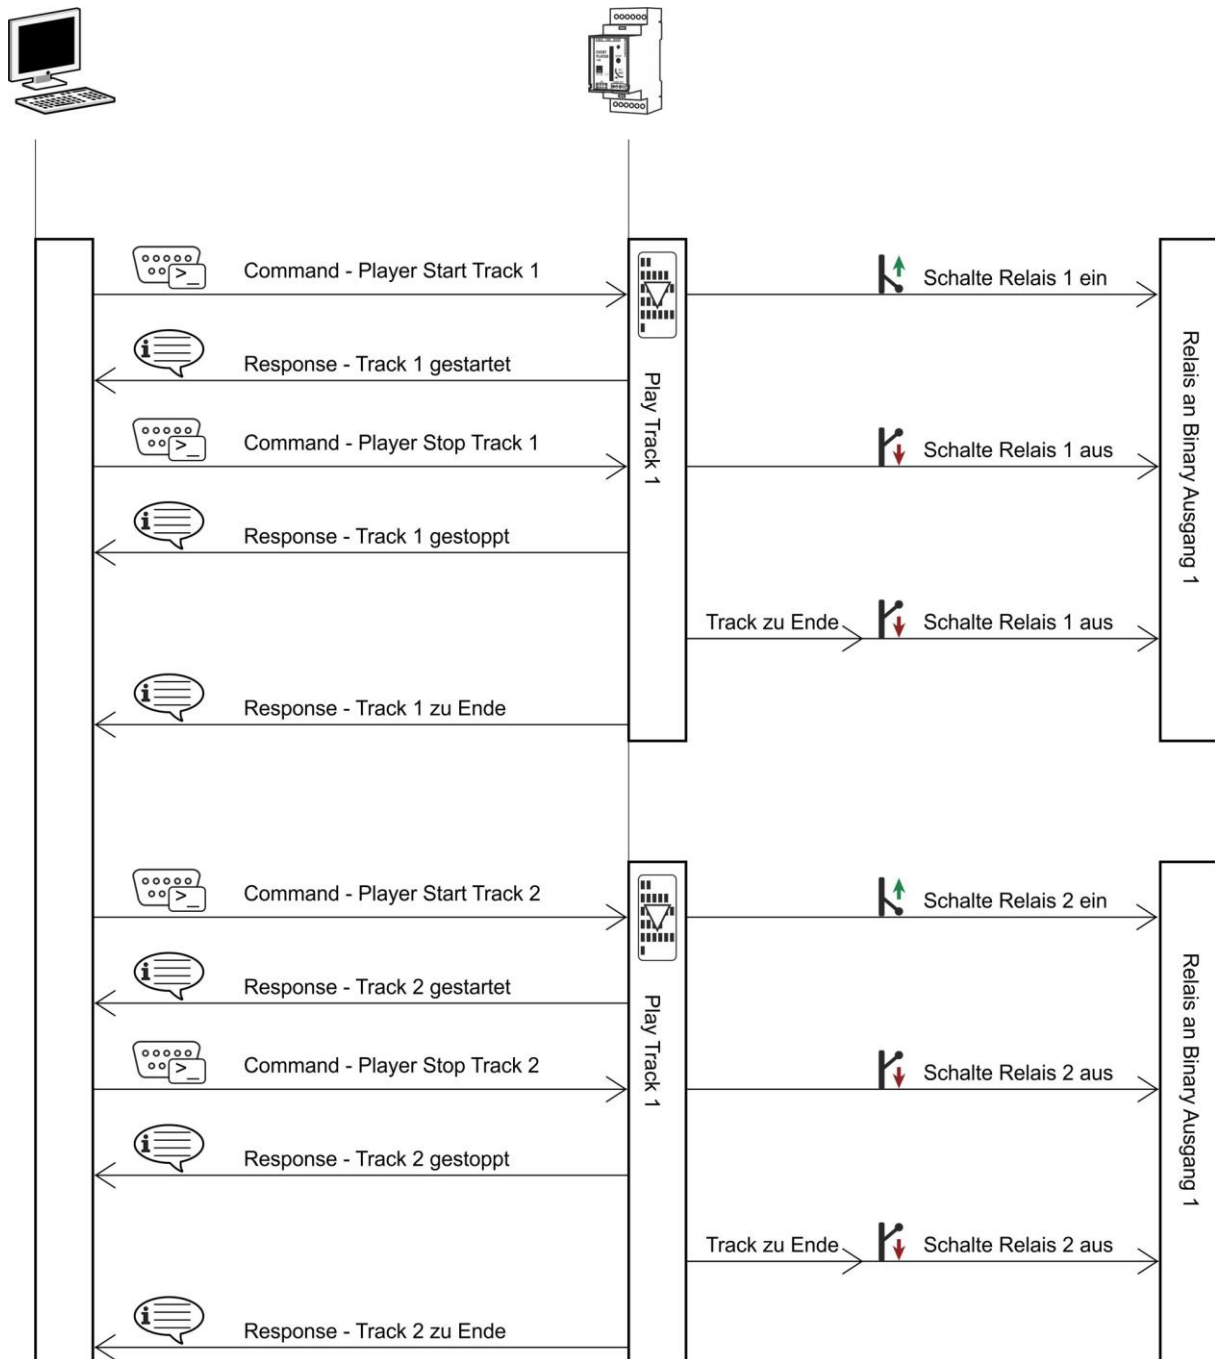 Command - Player Start Track 1
Schalte Relais 1 ein
Response - Track 1 gestartet
Play Track 1
Relais an Binary Ausgang 1
Command - Player Stop Track 1
Schalte Relais 1 aus
Response - Track 1 gestoppt
Track zu Ende
Schalte Relais 1 aus
Response - Track 1 zu Ende
Command - Player Start Track 2
Schalte Relais 2 ein
Response - Track 2 gestartet
Play Track 1
Relais an Binary Ausgang 1
Command - Player Stop Track 2
Schalte Relais 2 aus
Response - Track 2 gestoppt
Track zu Ende
Schalte Relais 2 aus
Response - Track 2 zu Ende